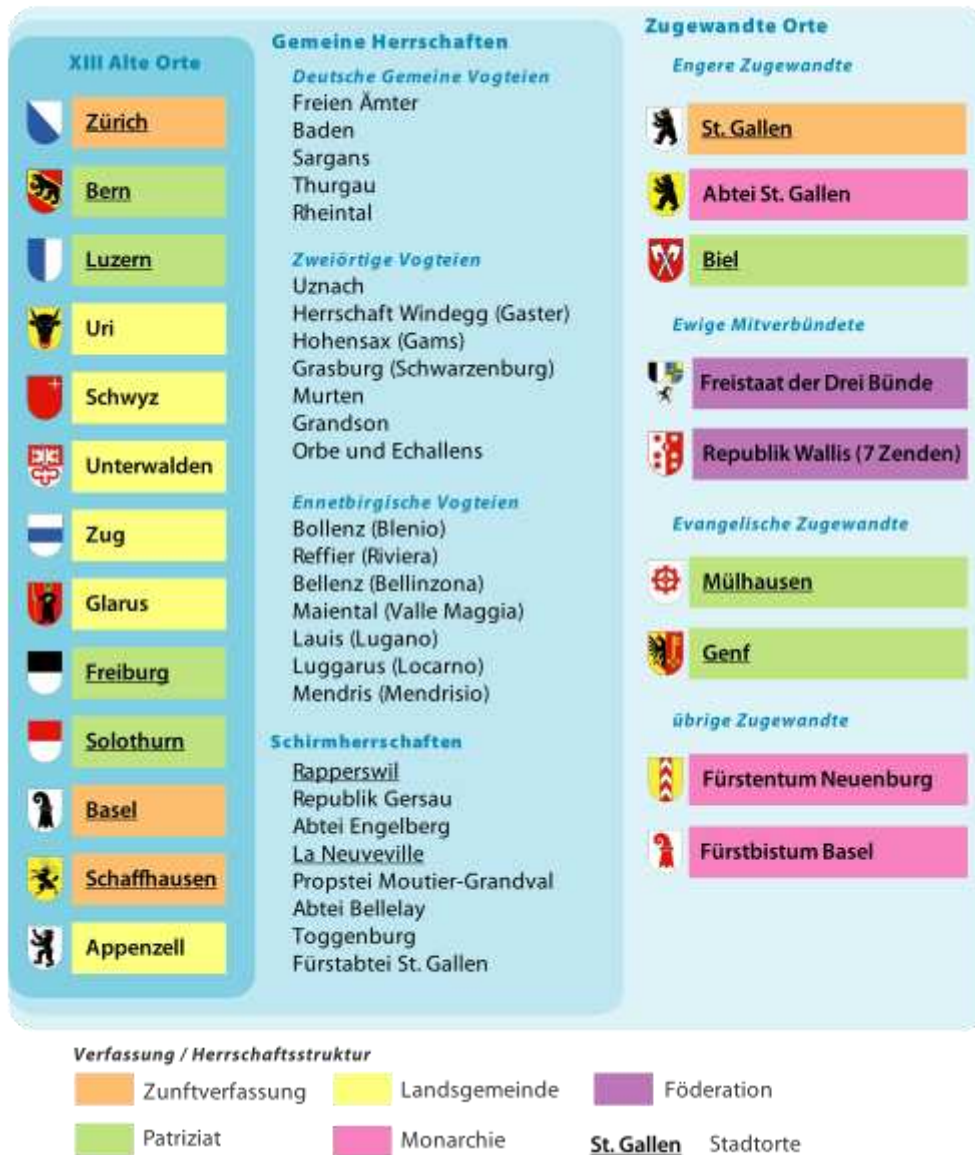 XIII Alte Orte
Zürich
Bern
Luzern
Uri
Schwyz
Unterwalden
Zug
Glarus
Freiburg
Solothurn
Basel
Schaffhausen
Appenzell
Gemeine Herrschaften
Deutsche Gemeine Vogteien
Freien Ämter
Baden
Sargans
Thurgau
Rheintal
Zweiörtige Vogteien
Uznach
Herrschaft Windegg (Gaster)
Hohensax (Gams)
Grasburg (Schwarzenburg)
Murten
Grandson
Orbe und Echallens
Ennetbirgische Vogteien
Bollenz (Blenio)
Reffier (Riviera)
Bellenz (Bellinzona)
Maiental (Valle Maggia)
Lauis (Lugano)
Luggarus (Locarno)
Mendris (Mendrisio)
Schirmherrschaften
Rapperswil
Republik Gersau
Abtei Engelberg
La Neuveville
Propstei Moutier-Grandval
Abtei Bellelay
Toggenburg
Fürstabtei St. Gallen
Zugewandte Orte
Engere Zugewandte
St. Gallen
Abtei St. Gallen
Biel
Ewige Mitverbündete
Freistaat der Drei Bünde
Republik Wallis (7 Zenden)
Evangelische Zugewandte
Mülhausen
Genf
übrige Zugewandte
Fürstentum Neuenburg
Fürstbistum Basel
Verfassung / Herrschaftsstruktur
Zunftverfassung
Landsgemeinde
Föderation
Patriziat
Monarchie
St. Gallen Stadtorte